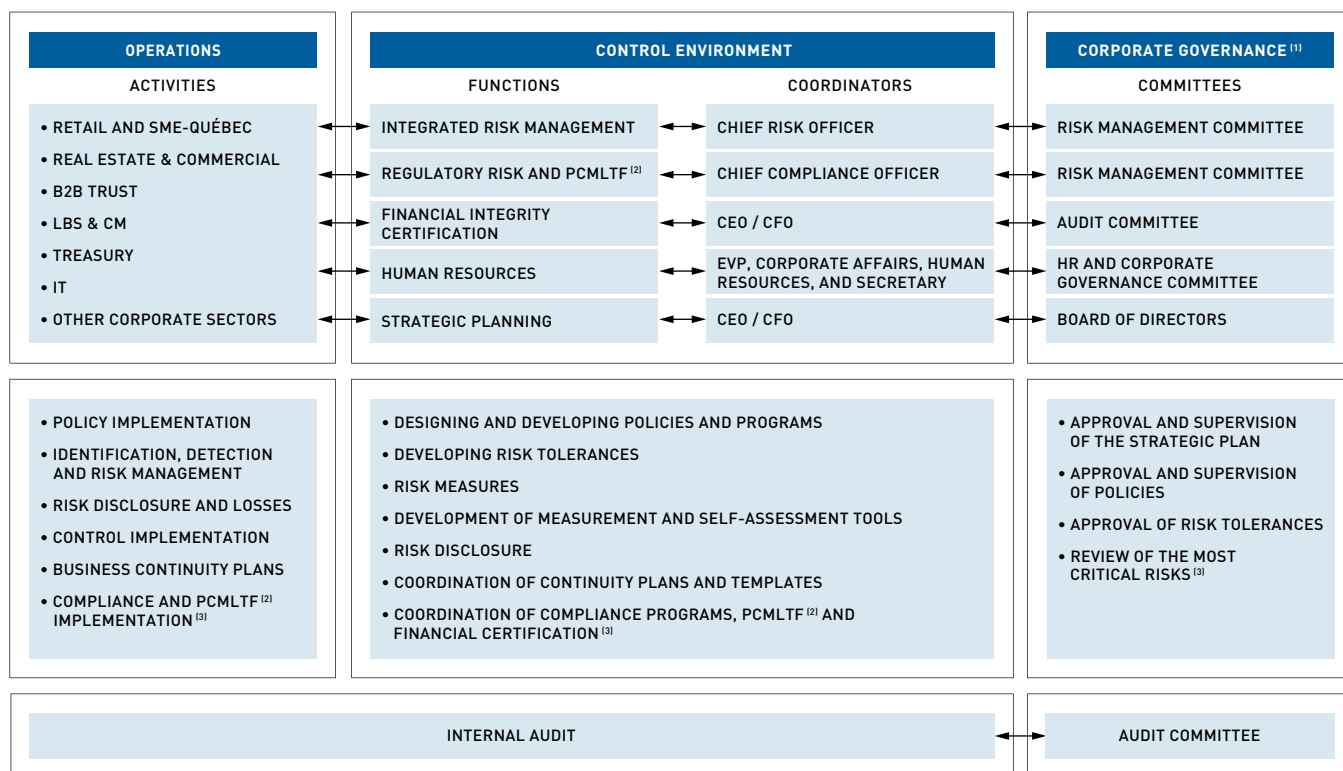 OPERATIONS
CONTROL ENVIRONMENT
CORPORATE GOVERNANCE (1)
ACTIVITIES
FUNCTIONS
COORDINATORS
COMMITTEES
• RETAIL AND SME-QUÉBEC
• REAL ESTATE & COMMERCIAL
• B2B TRUST
• LBS & CM
• TREASURY
• IT
• OTHER CORPORATE SECTORS
INTEGRATED RISK MANAGEMENT
CHIEF RISK OFFICER
RISK MANAGEMENT COMMITTEE
REGULATORY RISK AND PCMLTF (2)
CHIEF COMPLIANCE OFFICER
RISK MANAGEMENT COMMITTEE
FINANCIAL INTEGRITY
CERTIFICATION
CEO / CFO
AUDIT COMMITTEE
HUMAN RESOURCES
EVP, CORPORATE AFFAIRS, HUMAN
RESOURCES, AND SECRETARY
HR AND CORPORATE
GOVERNANCE COMMITTEE
STRATEGIC PLANNING
CEO / CFO
BOARD OF DIRECTORS
• POLICY IMPLEMENTATION
• IDENTIFICATION, DETECTION
AND RISK MANAGEMENT
• RISK DISCLOSURE AND LOSSES
• CONTROL IMPLEMENTATION
• BUSINESS CONTINUITY PLANS
• COMPLIANCE AND PCMLTF (2)
IMPLEMENTATION (3)
• DESIGNING AND DEVELOPING POLICIES AND PROGRAMS
• DEVELOPING RISK TOLERANCES
• RISK MEASURES
• DEVELOPMENT OF MEASUREMENT AND SELF-ASSESSMENT TOOLS
• RISK DISCLOSURE
• COORDINATION OF CONTINUITY PLANS AND TEMPLATES
• COORDINATION OF COMPLIANCE PROGRAMS, PCMLTF (2) AND
FINANCIAL CERTIFICATION (3)
• APPROVAL AND SUPERVISION
OF THE STRATEGIC PLAN
• APPROVAL AND SUPERVISION
OF POLICIES
• APPROVAL OF RISK TOLERANCES
• REVIEW OF THE MOST
CRITICAL RISKS (3)
INTERNAL AUDIT
AUDIT COMMITTEE